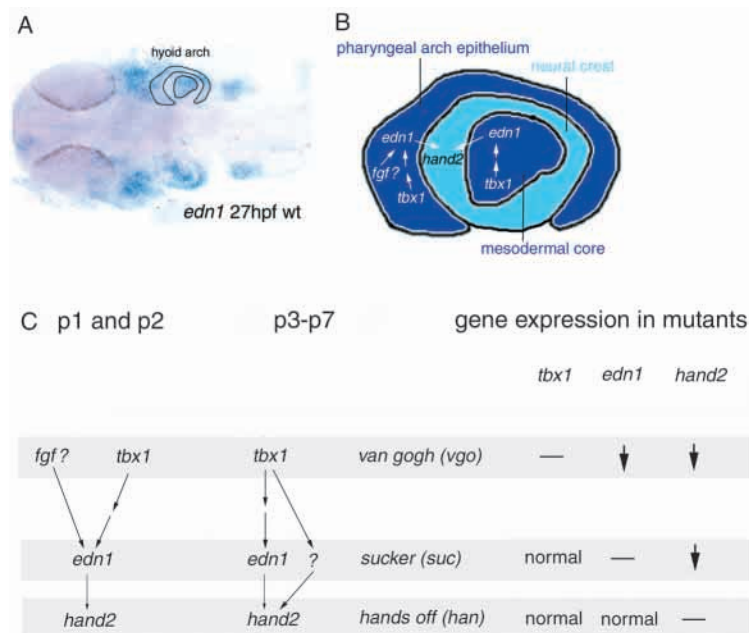 A
hyoid arch
edn1 27hpf wt
B
pharyngeal arch epithelium
neural crest
edn1 edn1
hand2
fgf?
tbx1 tbx1
mesodermal core
C p1 and p2 p3-p7 gene expression in mutants
tbx1 edn1 hand2
fgf? tbx1 tbx1 van gogh (vgo) —
edn1 edn1 ? sucker (suc) normal —
hand2 hand2 hands off (han) normal normal —